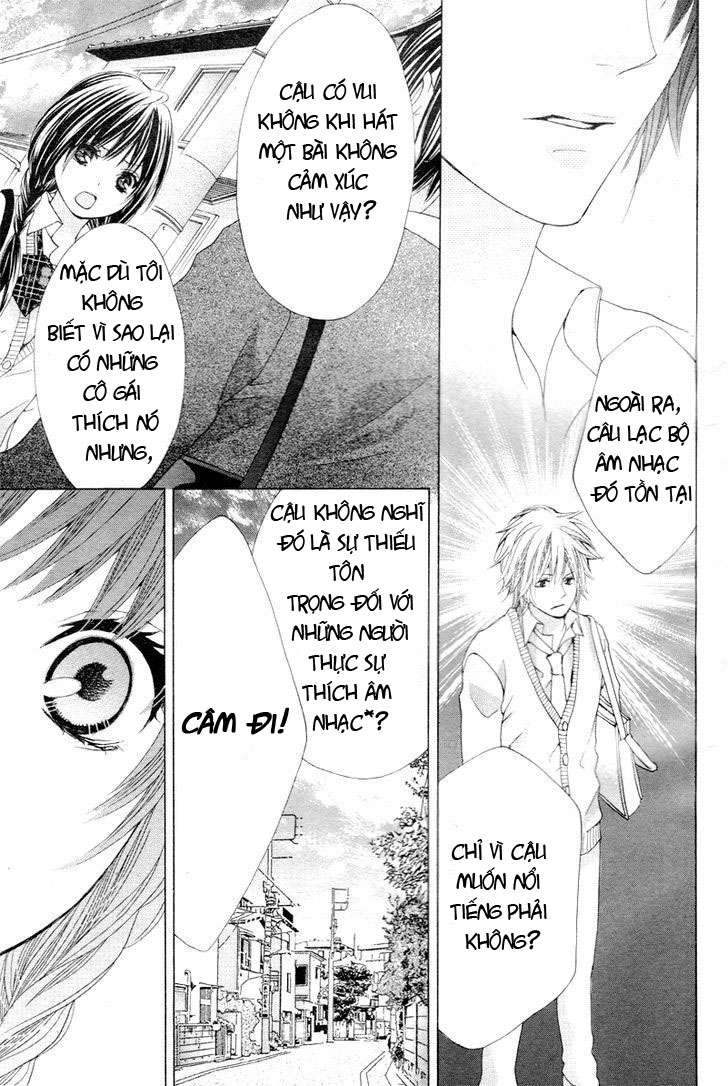 CẬU CÓ VUI
KHÔNG KHI HÁT
MỘT BÀI KHÔNG
CẢM XÚC
NHƯ VẬY?
MẶC DÙ TÔI
KHÔNG
BIẾT VÌ SAO LẠI
CÓ NHỮNG
CÔ GÁI
THÍCH NÓ
NHƯNG,
NGOÀI RA,
CÂU LẠC BỘ
ÂM NHẠC
ĐÓ TỒN TẠI
CHỈ VÌ CẬU
MUỐN NỔI
TIẾNG PHẢI
KHÔNG?
CẬU KHÔNG NGHĨ
ĐÓ LÀ SỰ THIẾU
TÔN
TRỌNG ĐỐI VỚI
NHỮNG NGƯỜI
THỰC SỰ
THÍCH ÂM
NHẠC*?
CÂM ĐI!